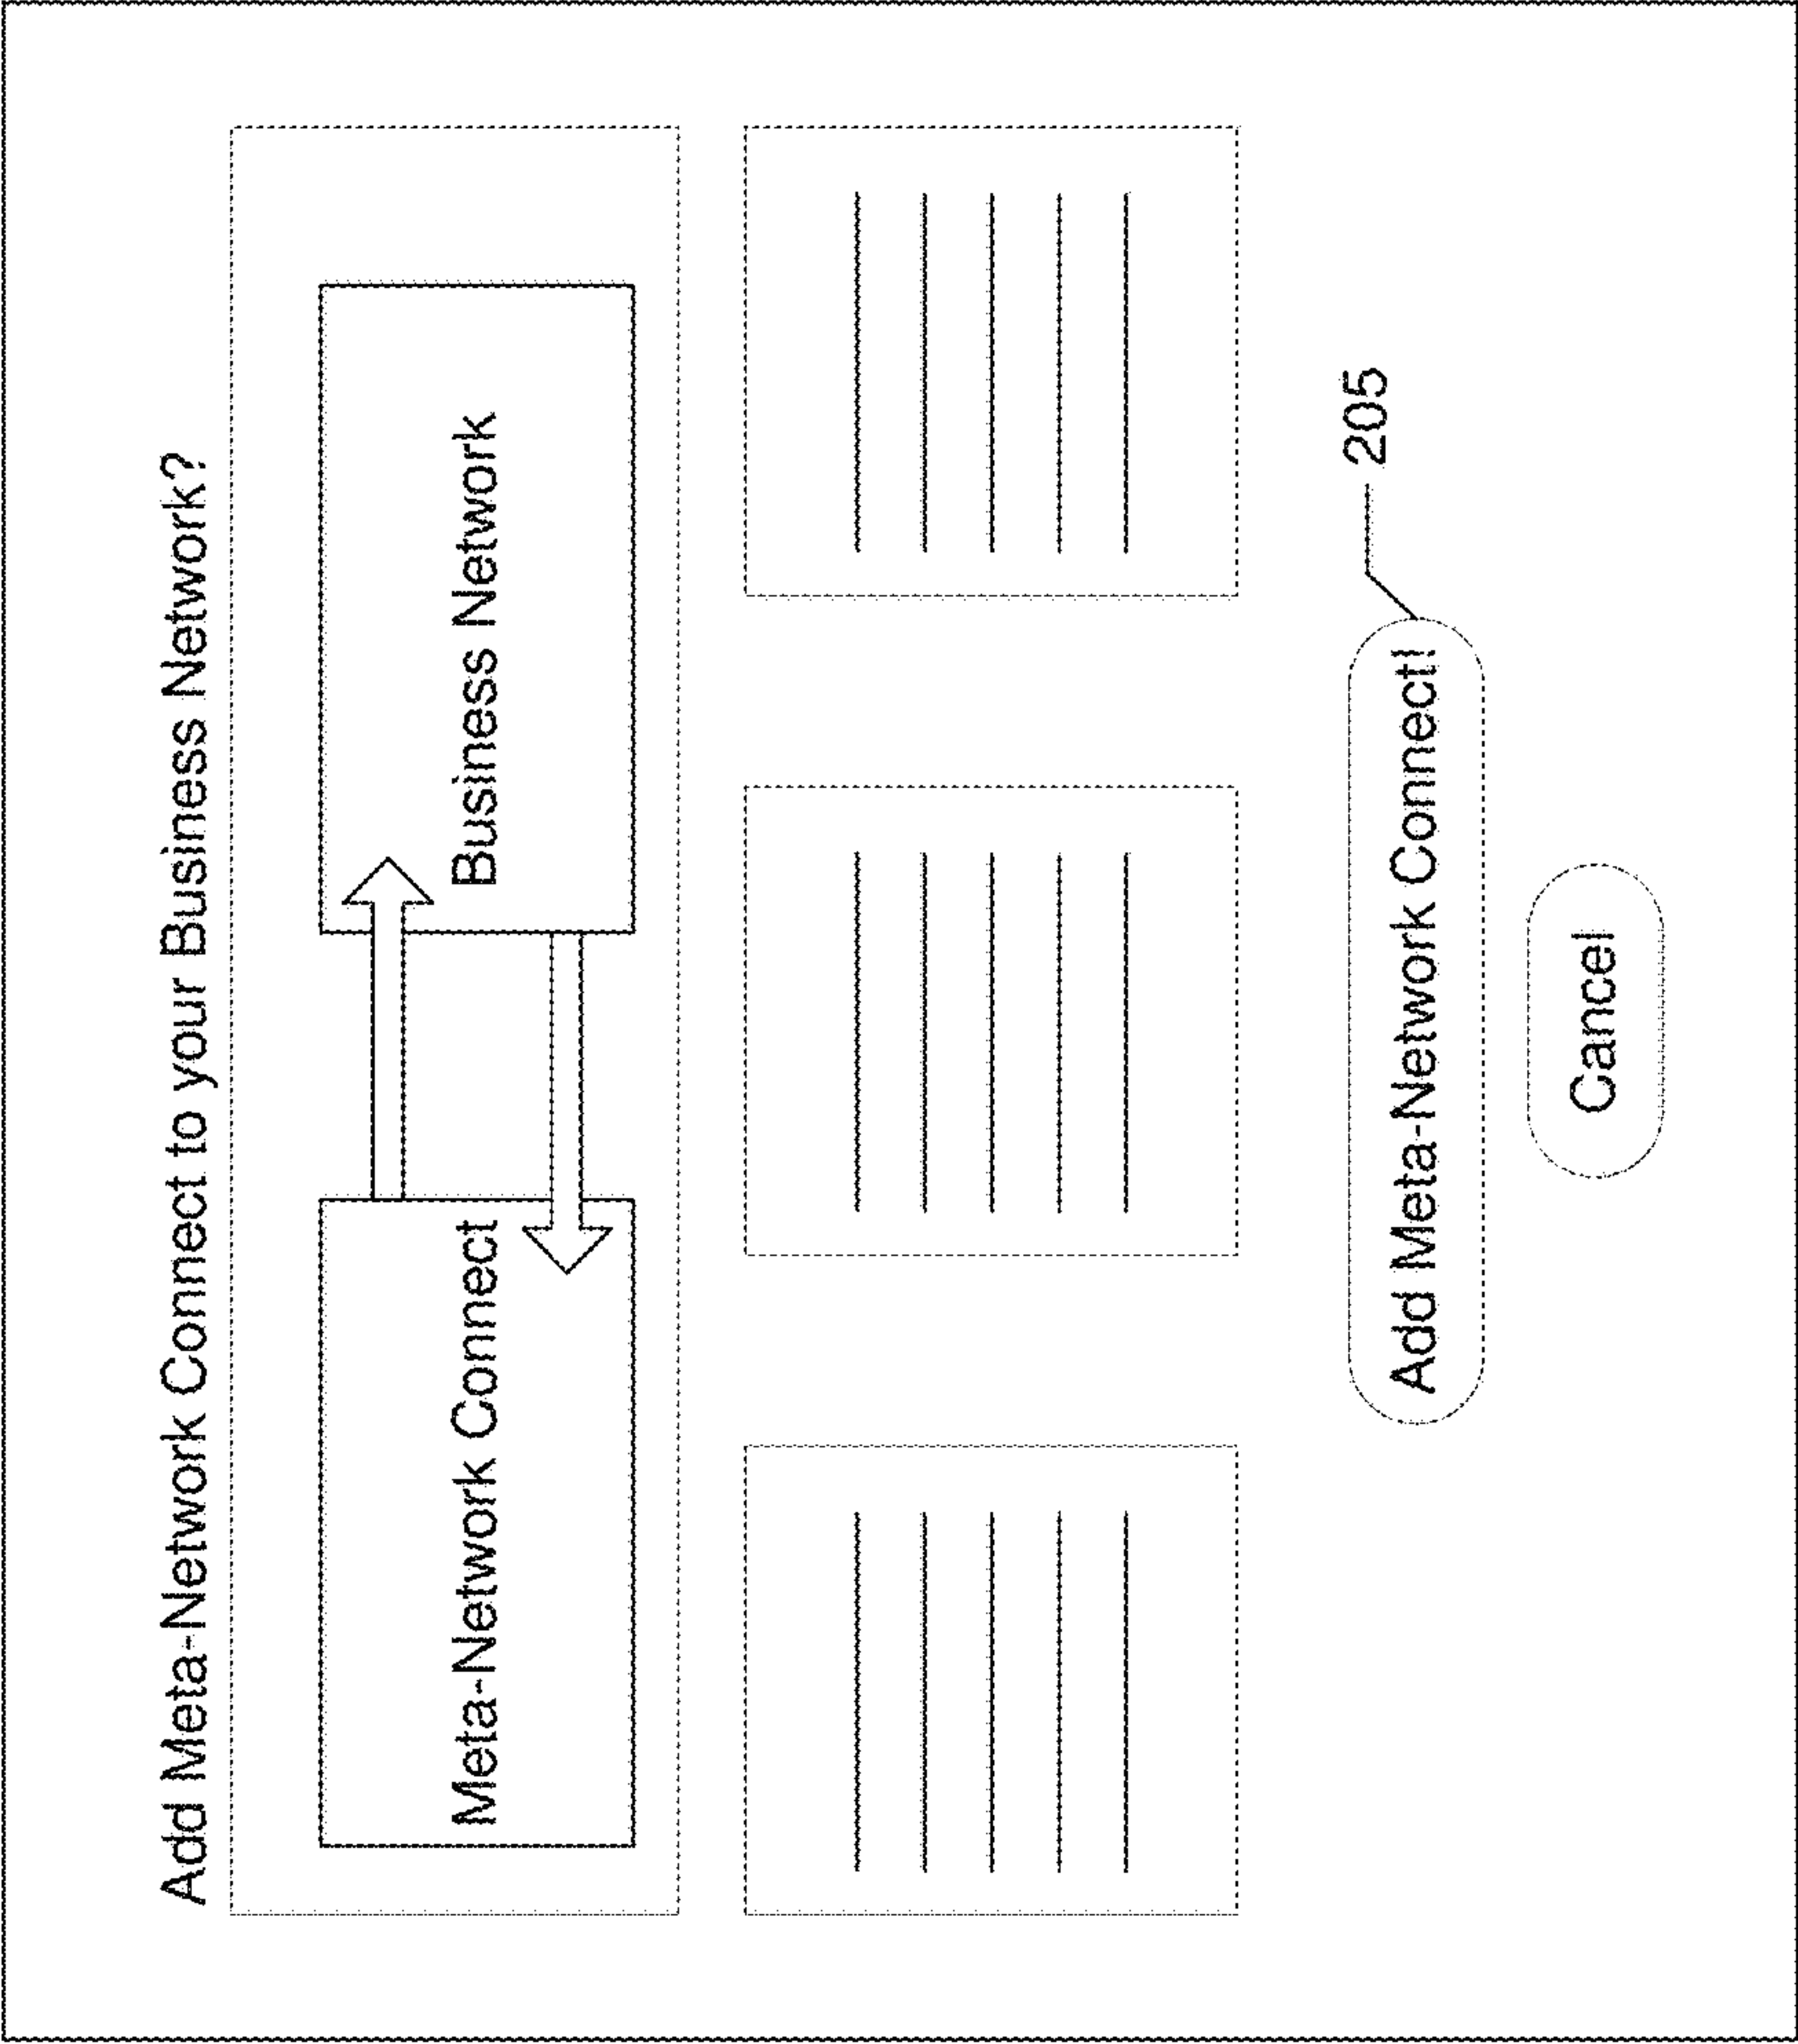 Add Meta-Network Connect to your Business Network?
Meta-Network Connect
Business Network
205
Add Meta-Network Connect!
Cancel